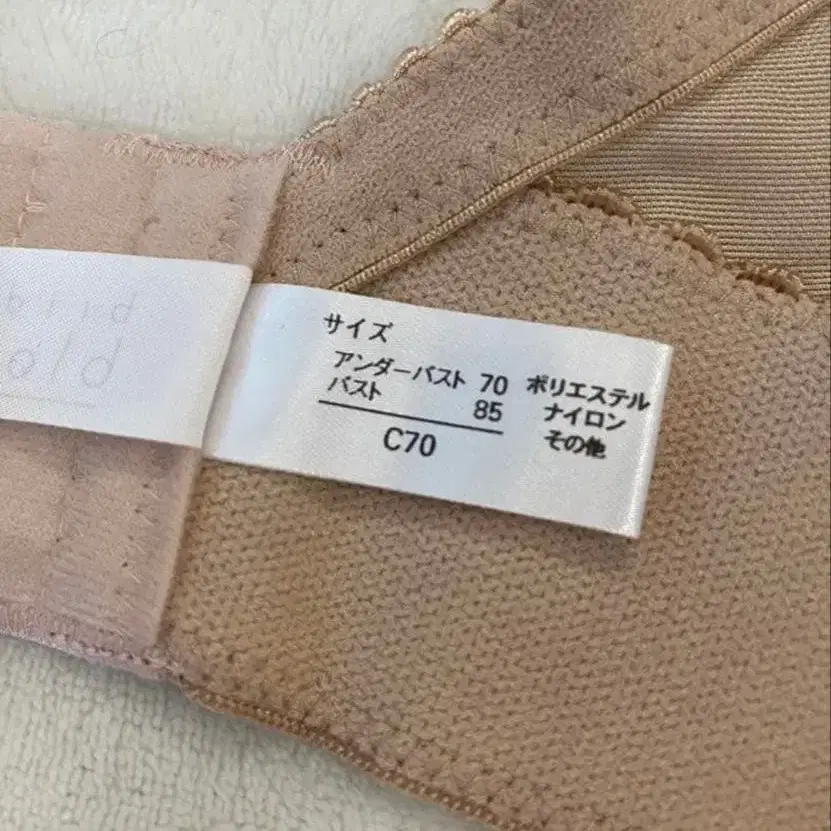 サイズ
アンダーバスト 70
バスト 85
C70
ポリエステル
ナイロン
その他
old